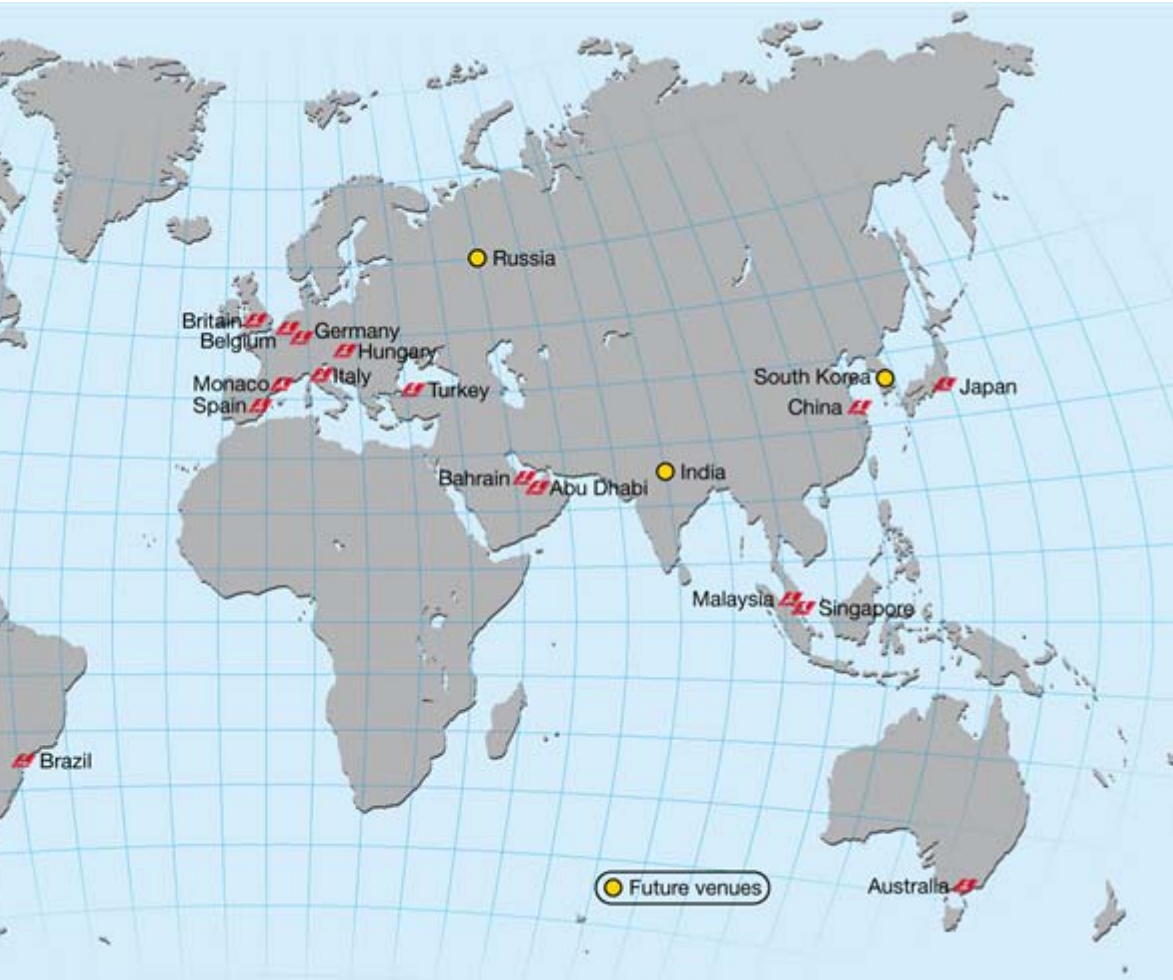 Russia
Britain
Belgium
Germany
Hungary
Monaco
Italy
Spain
Turkey
South Korea
Japan
China
Bahrain
Abu Dhabi
India
Malaysia
Singapore
Brazil
Future venues
Australia